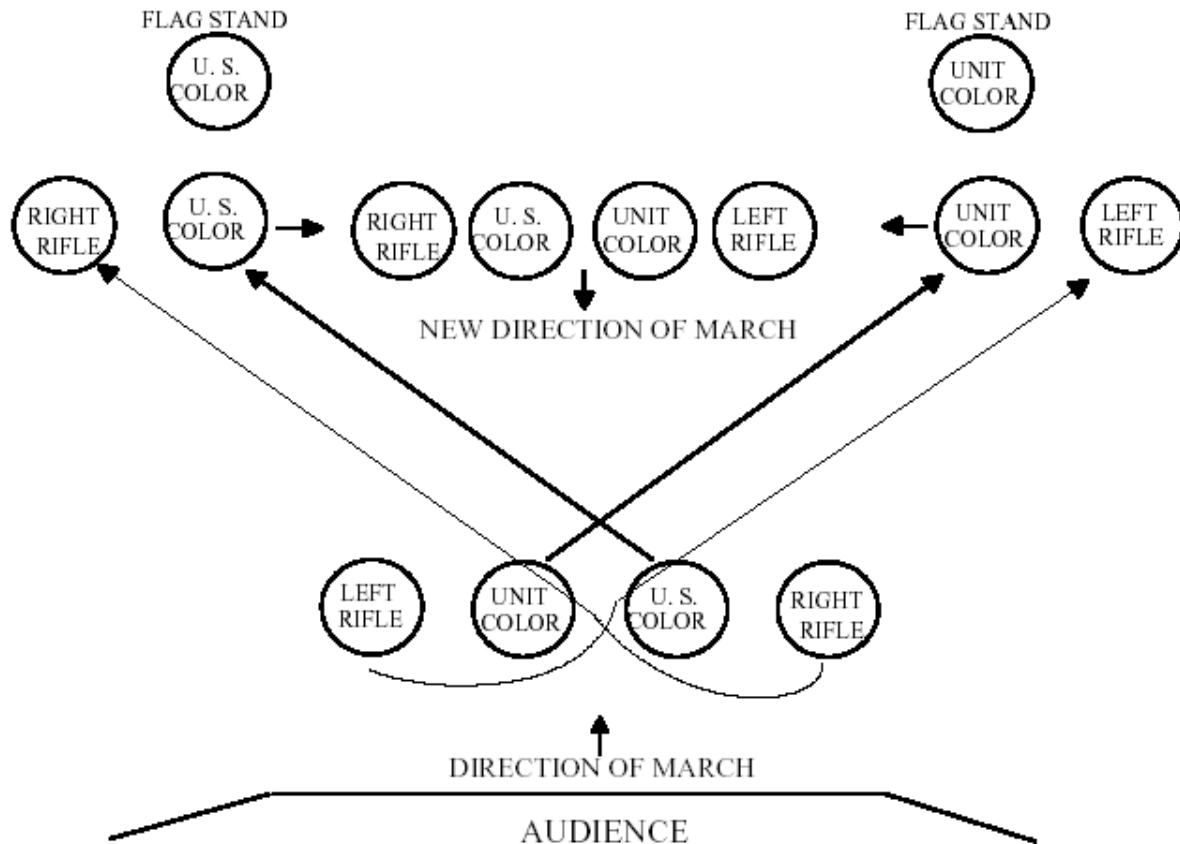 FLAG STAND
FLAG STAND
U. S.
COLOR
UNIT
COLOR
RIGHT
RIFLE
U. S.
COLOR
RIGHT
RIFLE
U. S.
COLOR
UNIT
COLOR
LEFT
RIFLE
UNIT
COLOR
LEFT
RIFLE
NEW DIRECTION OF MARCH
LEFT
RIFLE
UNIT
COLOR
U. S.
COLOR
RIGHT
RIFLE
DIRECTION OF MARCH
AUDIENCE